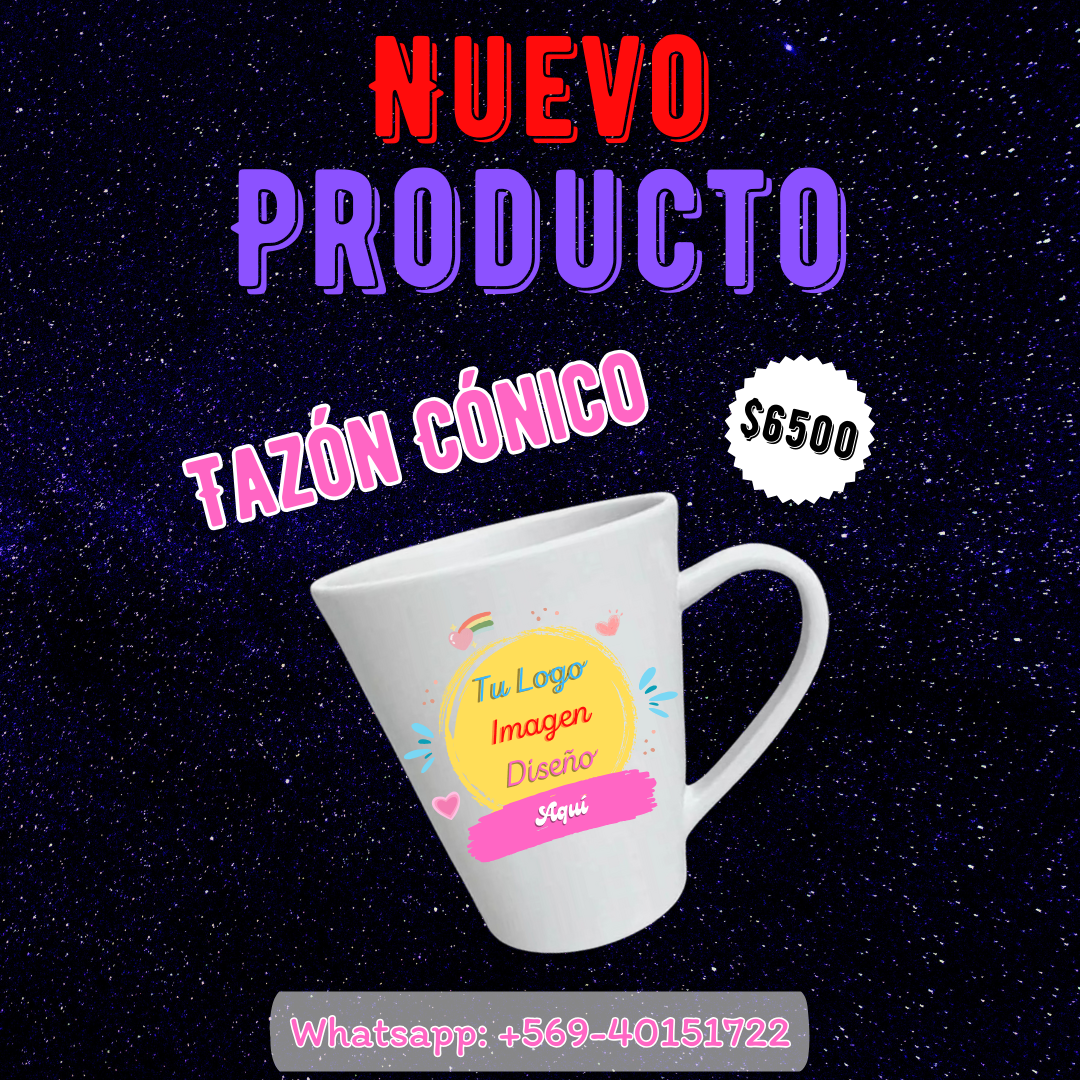 Nuevo
Producto
Tazón Cónico
$6500
Tu Logo
Imagen
Diseño
Aquí
Whatsapp: +569-40151722